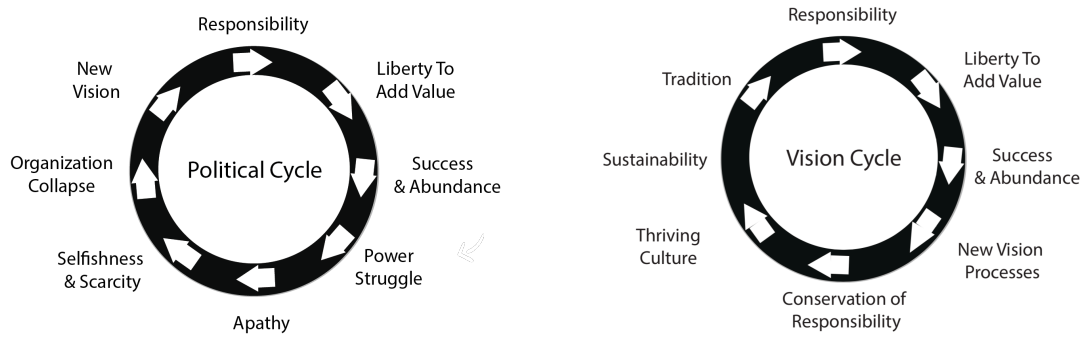 Responsibility
Liberty To
Add Value
Success
& Abundance
Power
Struggle
Apathy
Selfishness
& Scarcity
Organization
Collapse
New
Vision
Political Cycle
Responsibility
Liberty To
Add Value
Success
& Abundance
New Vision
Processes
Conservation of
Responsibility
Thriving
Culture
Sustainability
Tradition
Vision Cycle